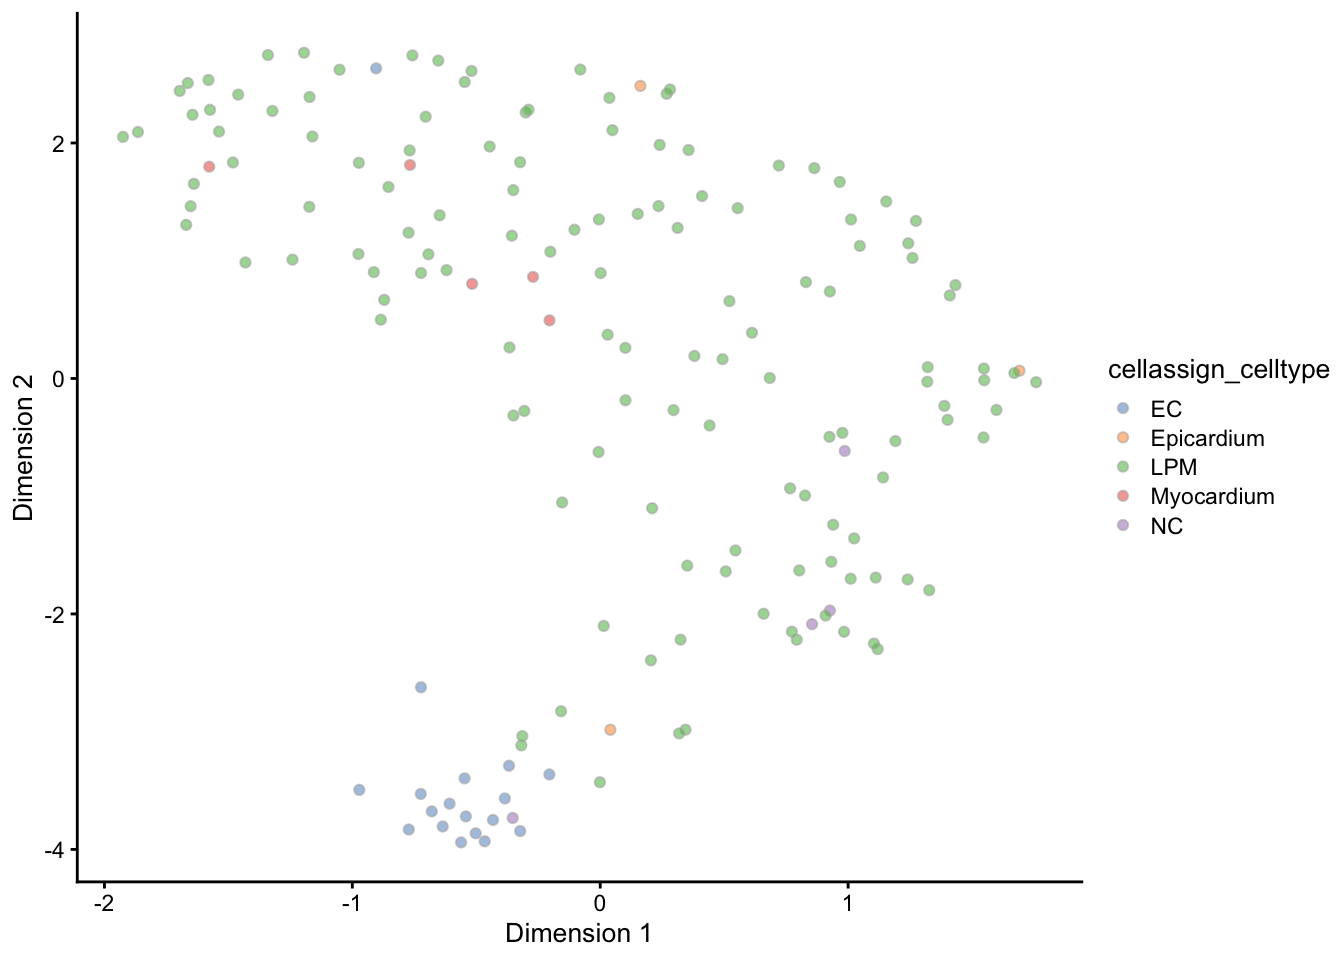 2
0
-2
-4
Dimension 2
-2
-1
0
1
Dimension 1
cellassign_celltype
EC
Epicardium
LPM
Myocardium
NC